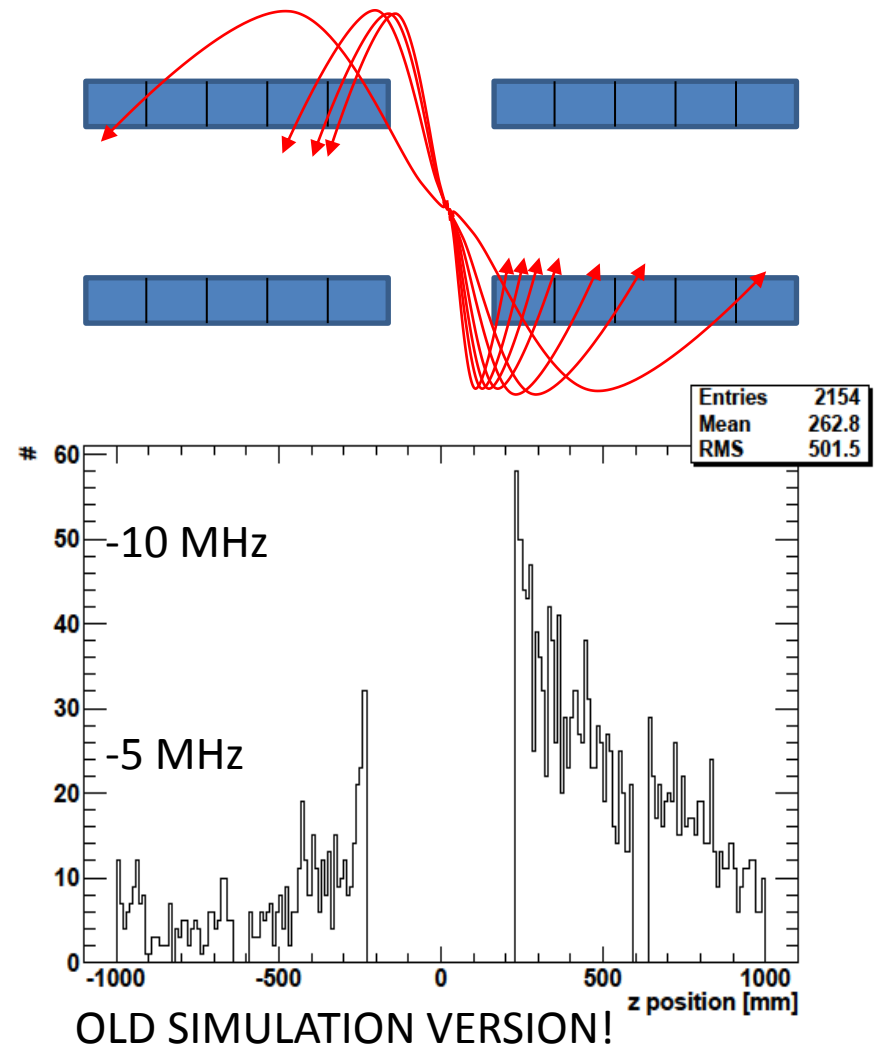 Entries 2154
Mean 262.8
RMS 501.5
#
60
50
-10 MHz
40
30
-5 MHz
20
10
0
-1000 -500 0 500 1000
z position [mm]
OLD SIMULATION VERSION!